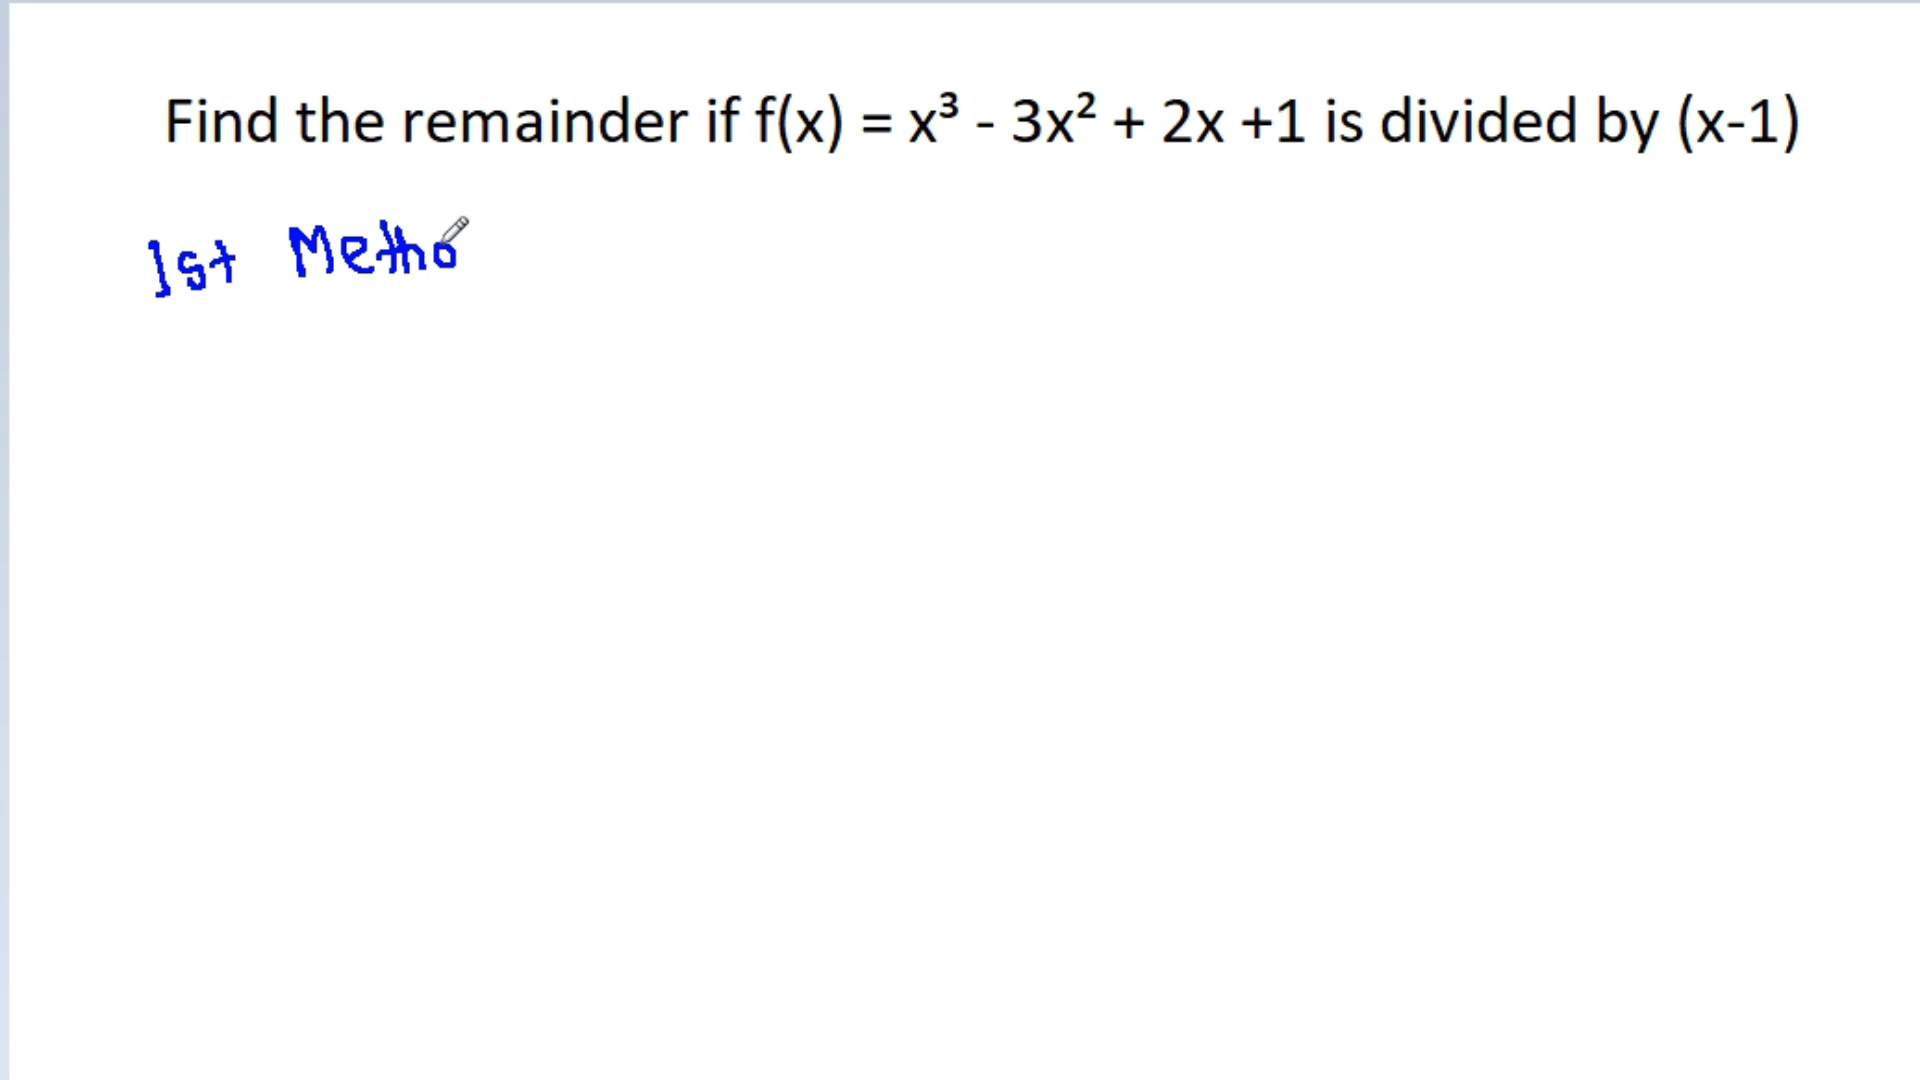 Find the remainder if f(x) = x³ - 3x² + 2x +1 is divided by (x-1)
1st Metho